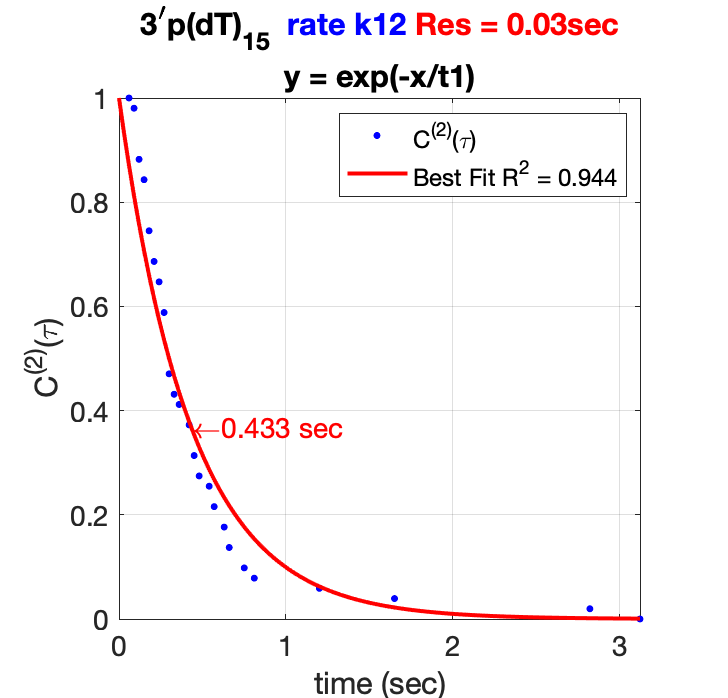 3′p(dT)₁₅ rate k12 Res = 0.03sec
y = exp(-x/t1)
C⁽²⁾(τ)
Best Fit R² = 0.944
1
0.8
0.6
0.4
0.2
0
C⁽²⁾(τ)
←0.433 sec
0 1 2 3
time (sec)